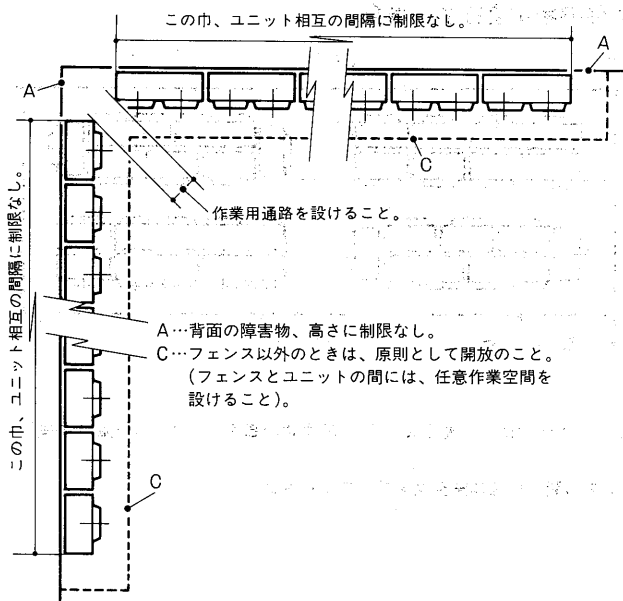 この巾、ユニット相互の間隔に制限なし。
A
A
C
作業用通路を設けること。
この巾、ユニット相互の間隔に制限なし。
A…背面の障害物、高さに制限なし。
C…フェンス以外のときは、原則として開放のこと。
(フェンスとユニットの間には、任意作業空間を
設けること)。
C